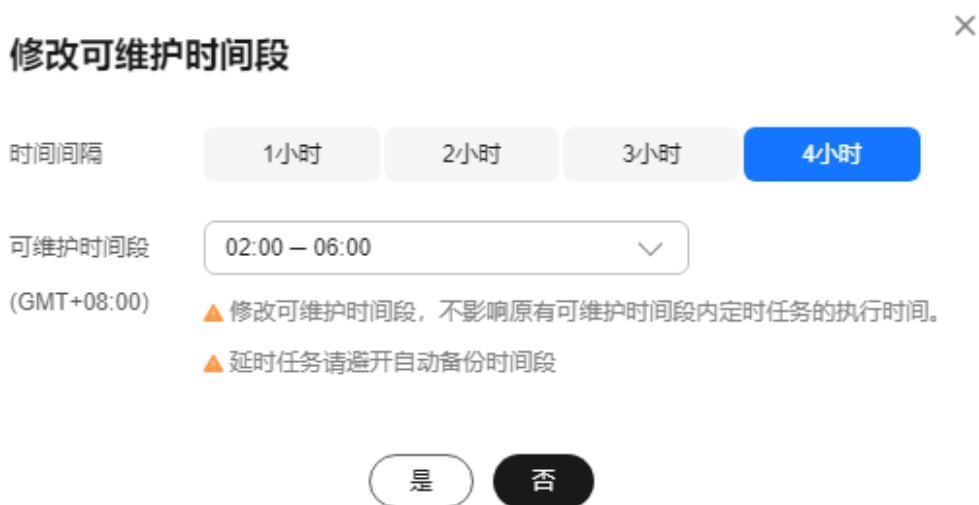 修改可维护时间段
时间间隔 1小时 2小时 3小时 4小时
可维护时间段 02:00 — 06:00
(GMT+08:00) 修改可维护时间段，不影响原有可维护时间段内定时任务的执行时间。
延时任务请避开自动备份时间段
是 否